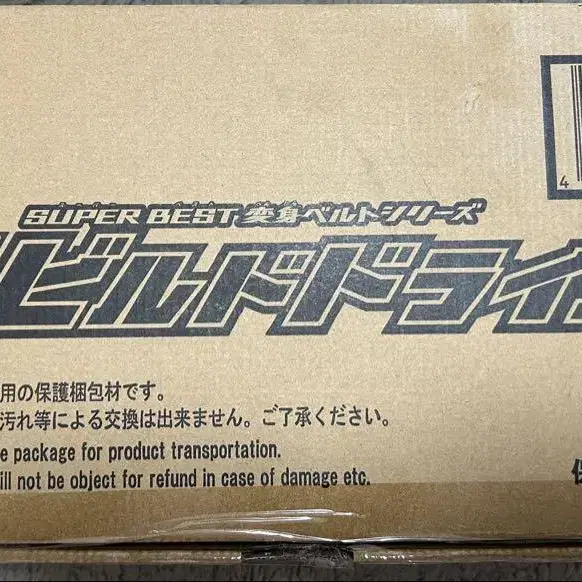 SUPER BEST 変身ベルトシリーズ
ビルドドライ
用の保護梱包材です。
汚れ等による交換は出来ません。ご了承ください。
e package for product transportation.
ill not be object for refund in case of damage etc.
4